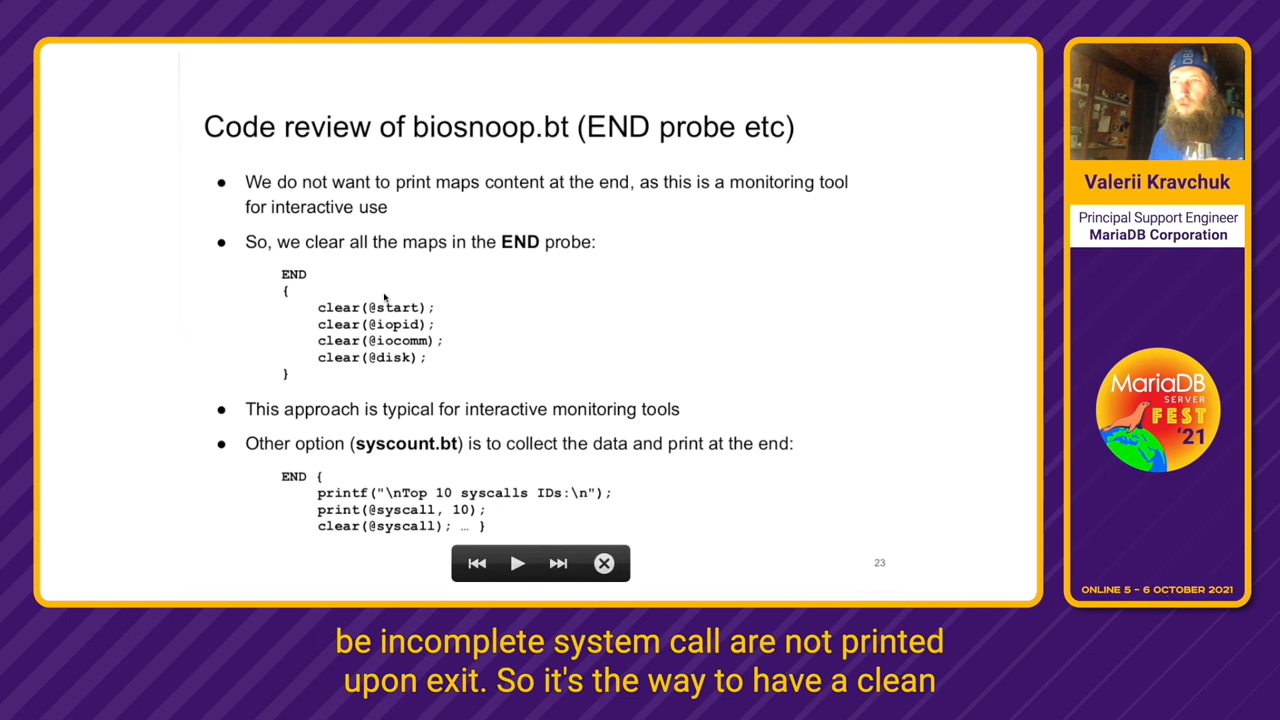 Code review of biosnoop.bt (END probe etc)
● We do not want to print maps content at the end, as this is a monitoring tool
for interactive use
● So, we clear all the maps in the END probe:
END
{
clear(@start);
clear(@iopid);
clear(@iocomm);
clear(@disk);
}
● This approach is typical for interactive monitoring tools
● Other option (syscount.bt) is to collect the data and print at the end:
END {
printf("\nTop 10 syscalls IDs:\n");
print(@syscall, 10);
clear(@syscall); … }
23
Valerii Kravchuk
Principal Support Engineer
MariaDB Corporation
MariaDB
SERVER
FEST
'21
ONLINE 5 - 6 OCTOBER 2021
be incomplete system call are not printed
upon exit. So it's the way to have a clean